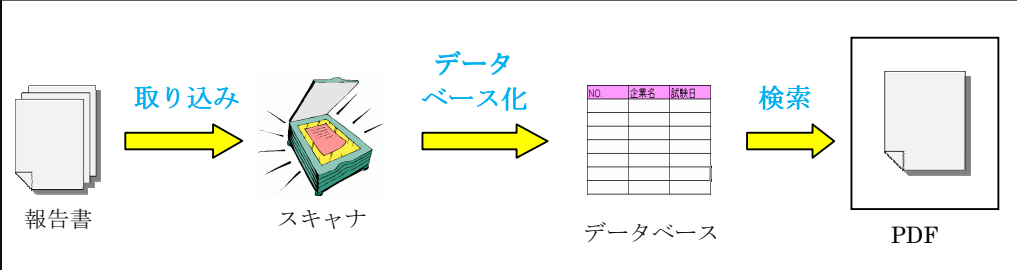 取り込み
データ
ベース化
検索
NO. 企業名 試験日
報告書
スキャナ
データベース
PDF